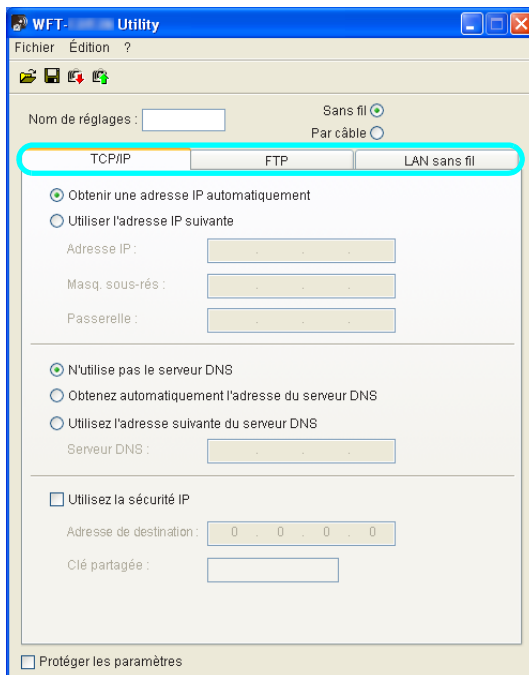 WFT- Utility
Fichier Édition ?
Nom de réglages :
Sans fil
Par câble
TCP/IP FTP LAN sans fil
Obtenir une adresse IP automatiquement
Utiliser l'adresse IP suivante
Adresse IP :
Masq. sous-rés :
Passerelle :
N'utilise pas le serveur DNS
Obtenez automatiquement l'adresse du serveur DNS
Utilisez l'adresse suivante du serveur DNS
Serveur DNS :
Utilisez la sécurité IP
Adresse de destination : 0 . 0 . 0 . 0
Clé partagée :
Protéger les paramètres